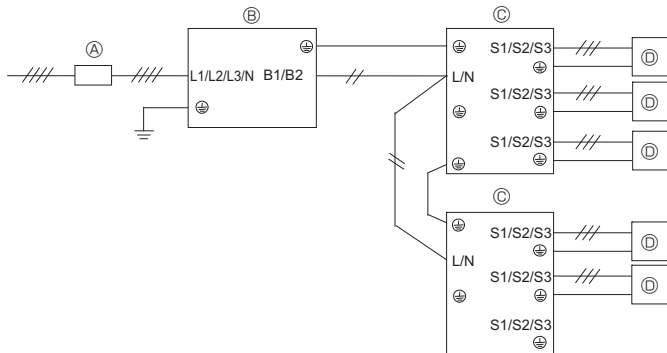 Ⓐ
Ⓑ
L1/L2/L3/N B1/B2
Ⓒ
S1/S2/S3
L/N
S1/S2/S3
S1/S2/S3
Ⓓ
Ⓓ
Ⓓ
Ⓒ
S1/S2/S3
L/N
S1/S2/S3
S1/S2/S3
Ⓓ
Ⓓ